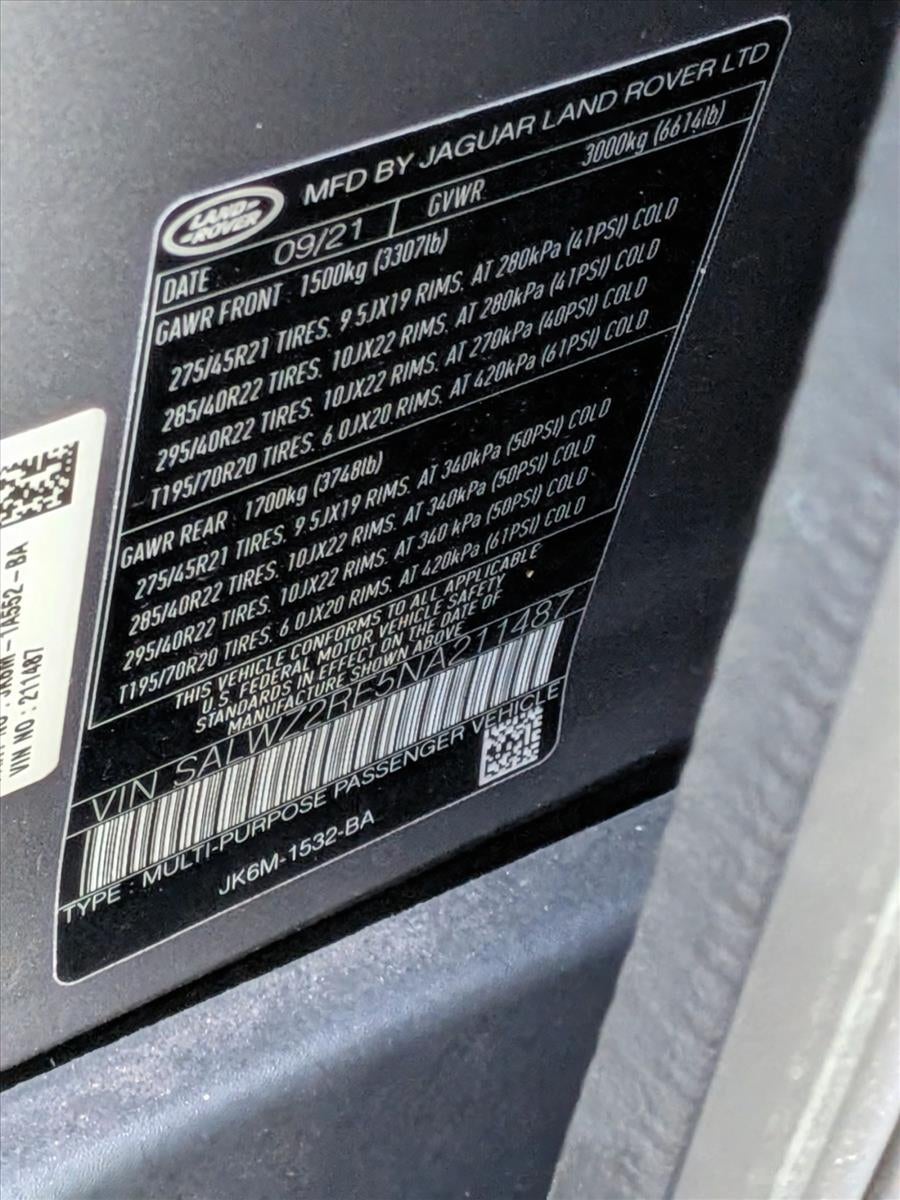 LAND-
-ROVER
MFD BY JAGUAR LAND ROVER LTD
DATE 09/21 GVWR 3000kg (6614lb)
GAWR FRONT 1500kg (3307lb)
275/45R21 TIRES. 9.5JX19 RIMS. AT 280kPa (41PSI) COLD
285/40R22 TIRES. 10JX22 RIMS. AT 280kPa (41PSI) COLD
295/40R22 TIRES. 10JX22 RIMS. AT 270kPa (40PSI) COLD
T195/70R20 TIRES. 6.0JX20 RIMS. AT 420kPa (61PSI) COLD
GAWR REAR 1700kg (3748lb)
275/45R21 TIRES. 9.5JX19 RIMS. AT 340kPa (50PSI) COLD
285/40R22 TIRES. 10JX22 RIMS. AT 340kPa (50PSI) COLD
295/40R22 TIRES. 10JX22 RIMS. AT 340kPa (50PSI) COLD
T195/70R20 TIRES. 6.0JX20 RIMS. AT 420kPa (61PSI) COLD
THIS VEHICLE CONFORMS TO ALL APPLICABLE
U.S. FEDERAL MOTOR VEHICLE SAFETY
STANDARDS IN EFFECT ON THE DATE OF
MANUFACTURE SHOWN ABOVE
VIN SALWZ2RE5NA211487
TYPE : MULTI-PURPOSE PASSENGER VEHICLE
JK6M-1532-BA
JK6M-1A552-BA
VIN NO : 211487